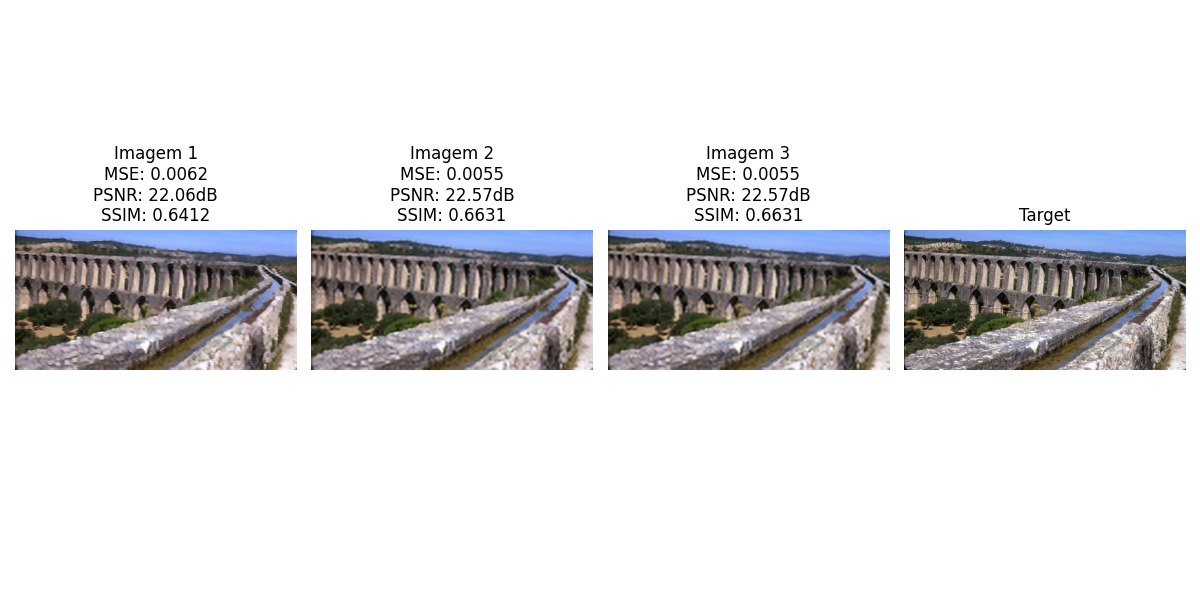 Imagem 1
MSE: 0.0062
PSNR: 22.06dB
SSIM: 0.6412
Imagem 2
MSE: 0.0055
PSNR: 22.57dB
SSIM: 0.6631
Imagem 3
MSE: 0.0055
PSNR: 22.57dB
SSIM: 0.6631
Target